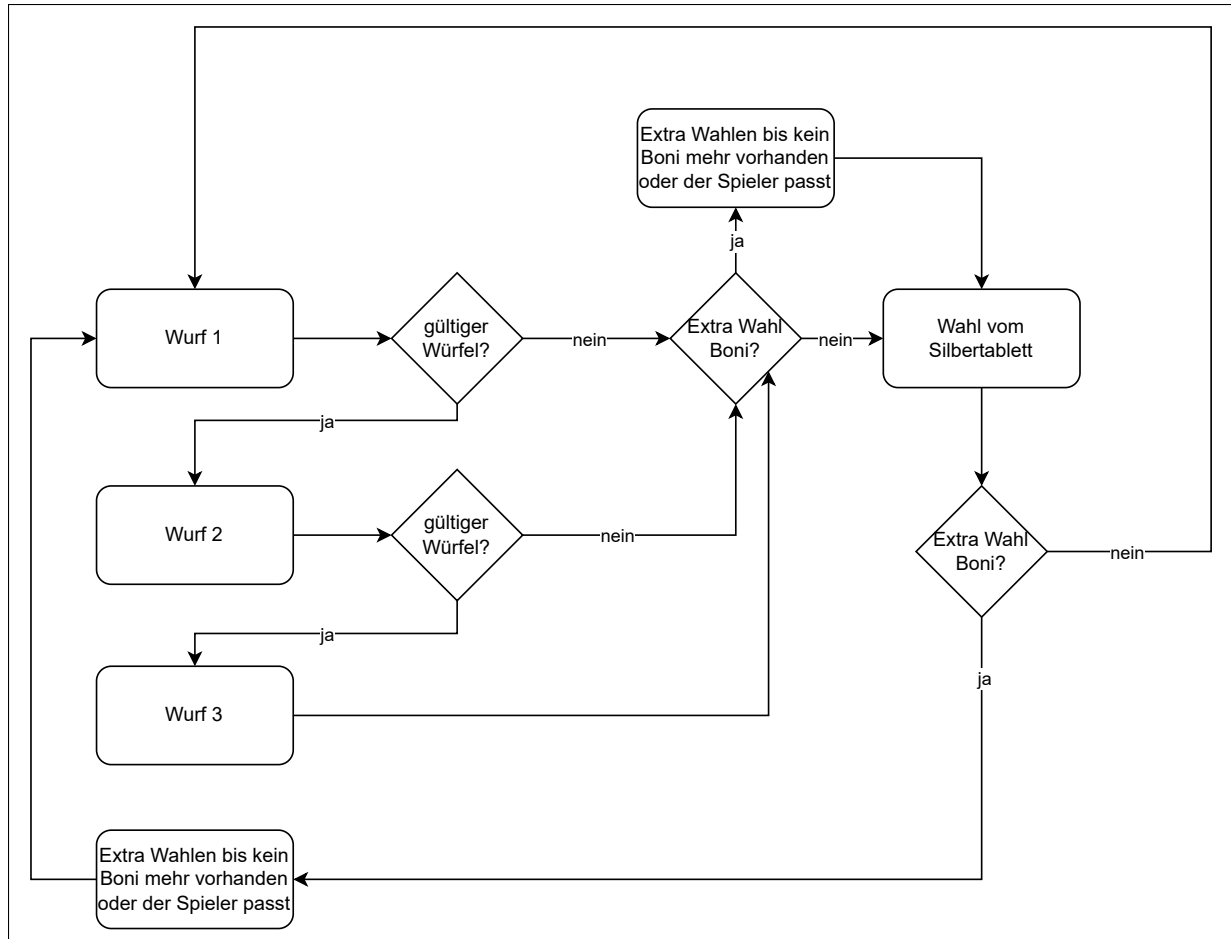 Extra Wahlen bis kein
Boni mehr vorhanden
oder der Spieler passt
ja
Wurf 1
gültiger
Würfel?
nein
Extra Wahl
Boni?
nein
Wahl vom
Silbertablett
ja
Wurf 2
gültiger
Würfel?
nein
Extra Wahl
Boni?
nein
ja
ja
Wurf 3
Extra Wahlen bis kein
Boni mehr vorhanden
oder der Spieler passt